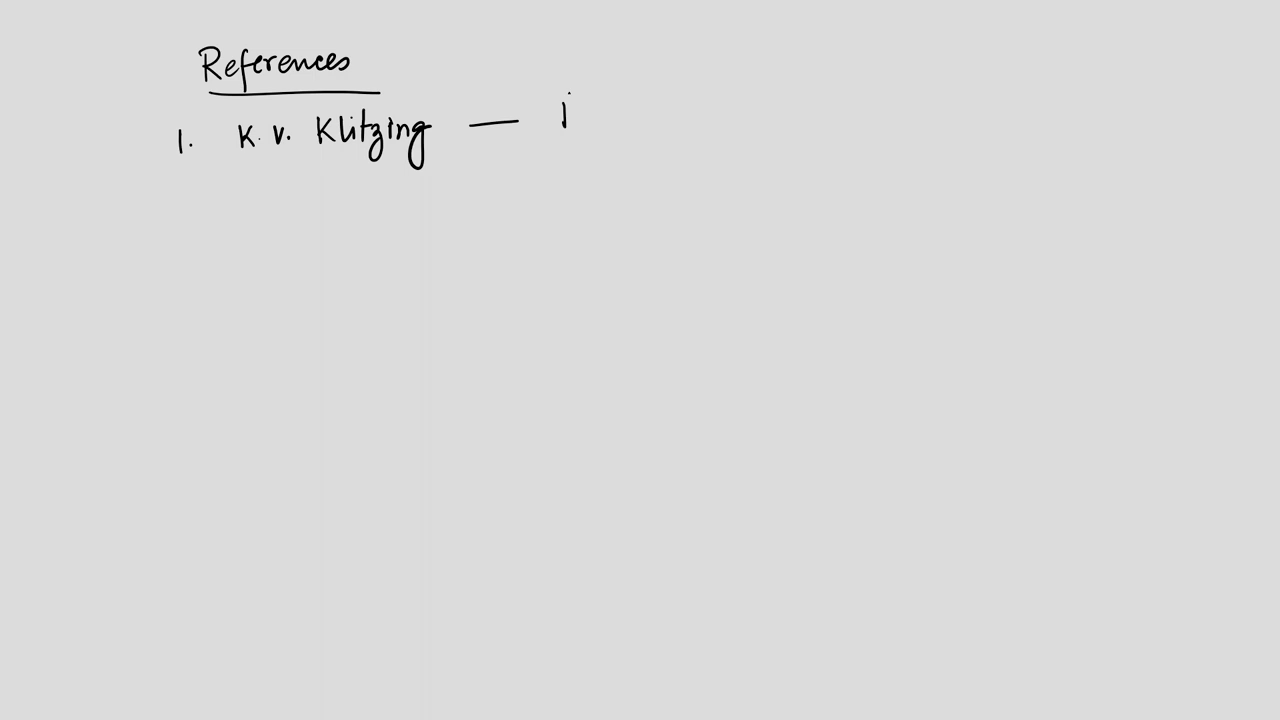 References
1. K. v. Klitzing — i